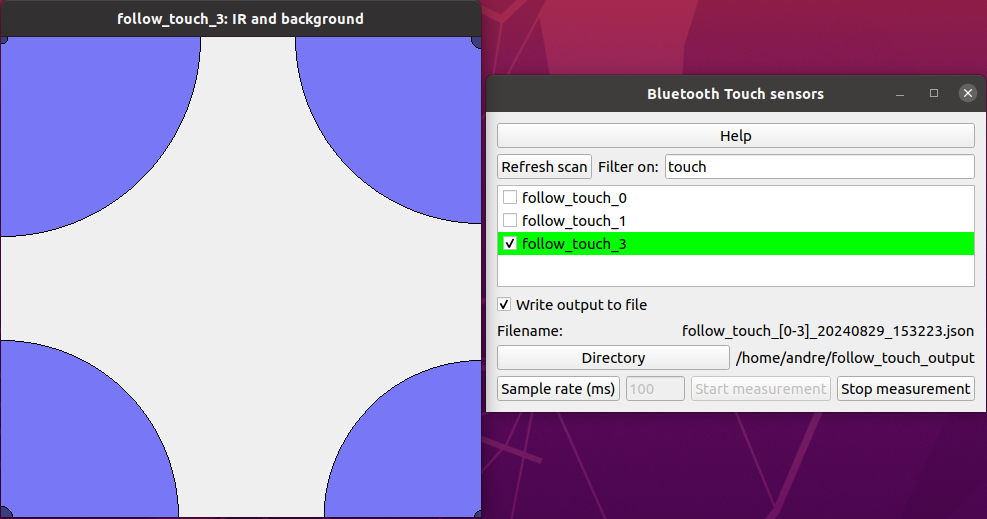 follow_touch_3: IR and background
Bluetooth Touch sensors
Help
Refresh scan Filter on: touch
follow_touch_0
follow_touch_1
follow_touch_3
Write output to file
Filename: follow_touch_[0-3]_20240829_153223.json
Directory /home/andre/follow_touch_output
Sample rate (ms) 100 Start measurement Stop measurement